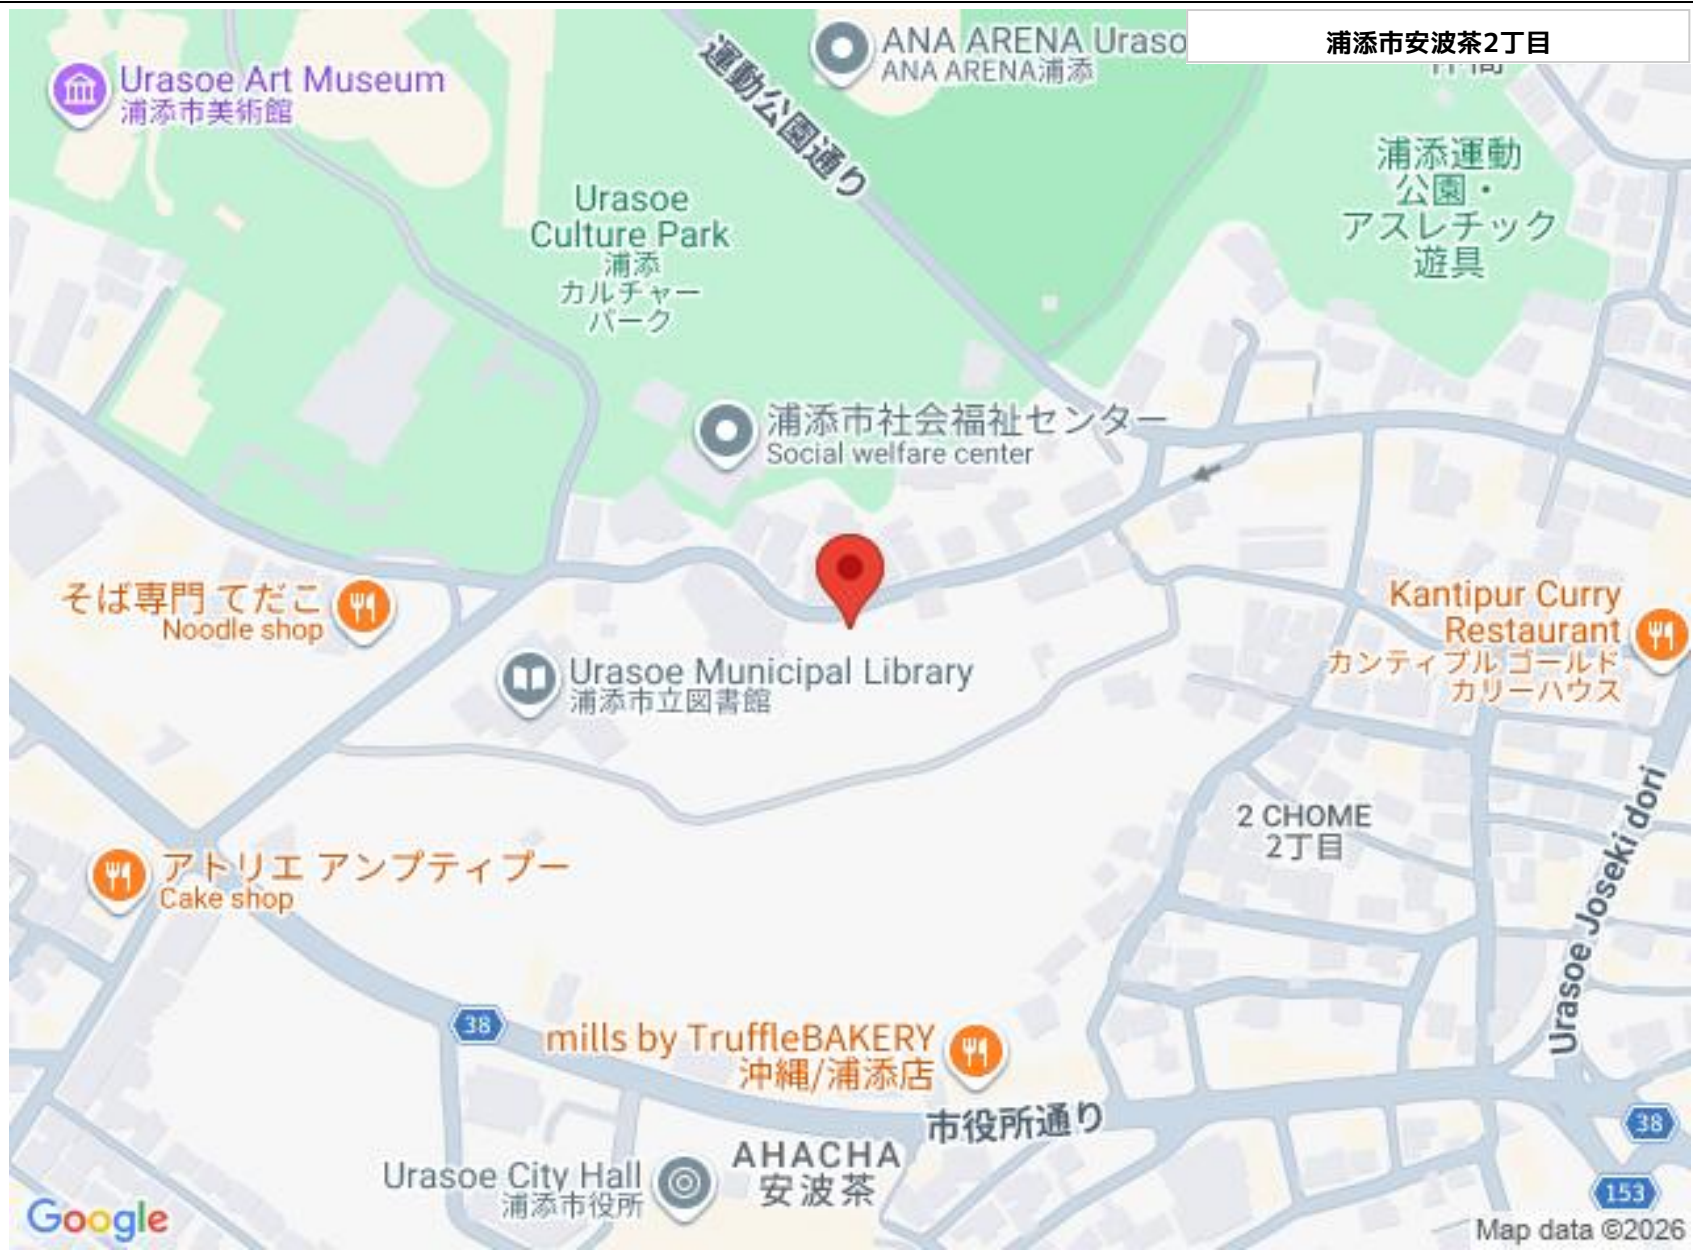 浦添市安波茶2丁目
ANA ARENA Uraso
ANA ARENA浦添
Urasoe Art Museum
浦添市美術館
運動公園通り
浦添運動
公園・
アスレチック
遊具
Urasoe
Culture Park
浦添
カルチャー
パーク
浦添市社会福祉センター
Social welfare center
そば専門 てだこ
Noodle shop
Kantipur Curry
Restaurant
カンティプル ゴールド
カリーハウス
Urasoe Municipal Library
浦添市立図書館
2 CHOME
2丁目
Urasoe Joseki dori
アトリエ アンプティプー
Cake shop
38
mills by TruffleBAKERY
沖縄/浦添店
市役所通り
38
AHACHA
安波茶
Urasoe City Hall
浦添市役所
153
Google
Map data ©2026